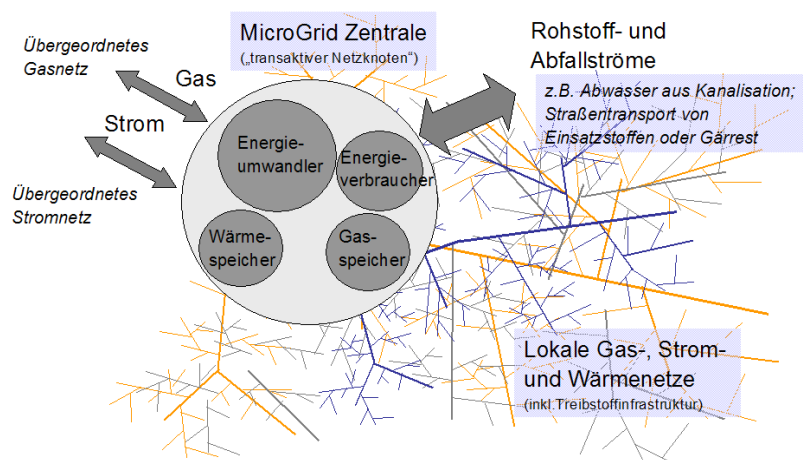 Übergeordnetes
Gasnetz
Gas
Strom
Übergeordnetes
Stromnetz
MicroGrid Zentrale
(„transaktiver Netzknoten“)
Energie-
umwandler
Energie-
verbraucher
Wärme-
speicher
Gas-
speicher
Rohstoff- und
Abfallströme
z.B. Abwasser aus Kanalisation;
Straßentransport von
Einsatzstoffen oder Gärrest
Lokale Gas-, Strom-
und Wärmenetze
(inkl.Treibstoffinfrastruktur)